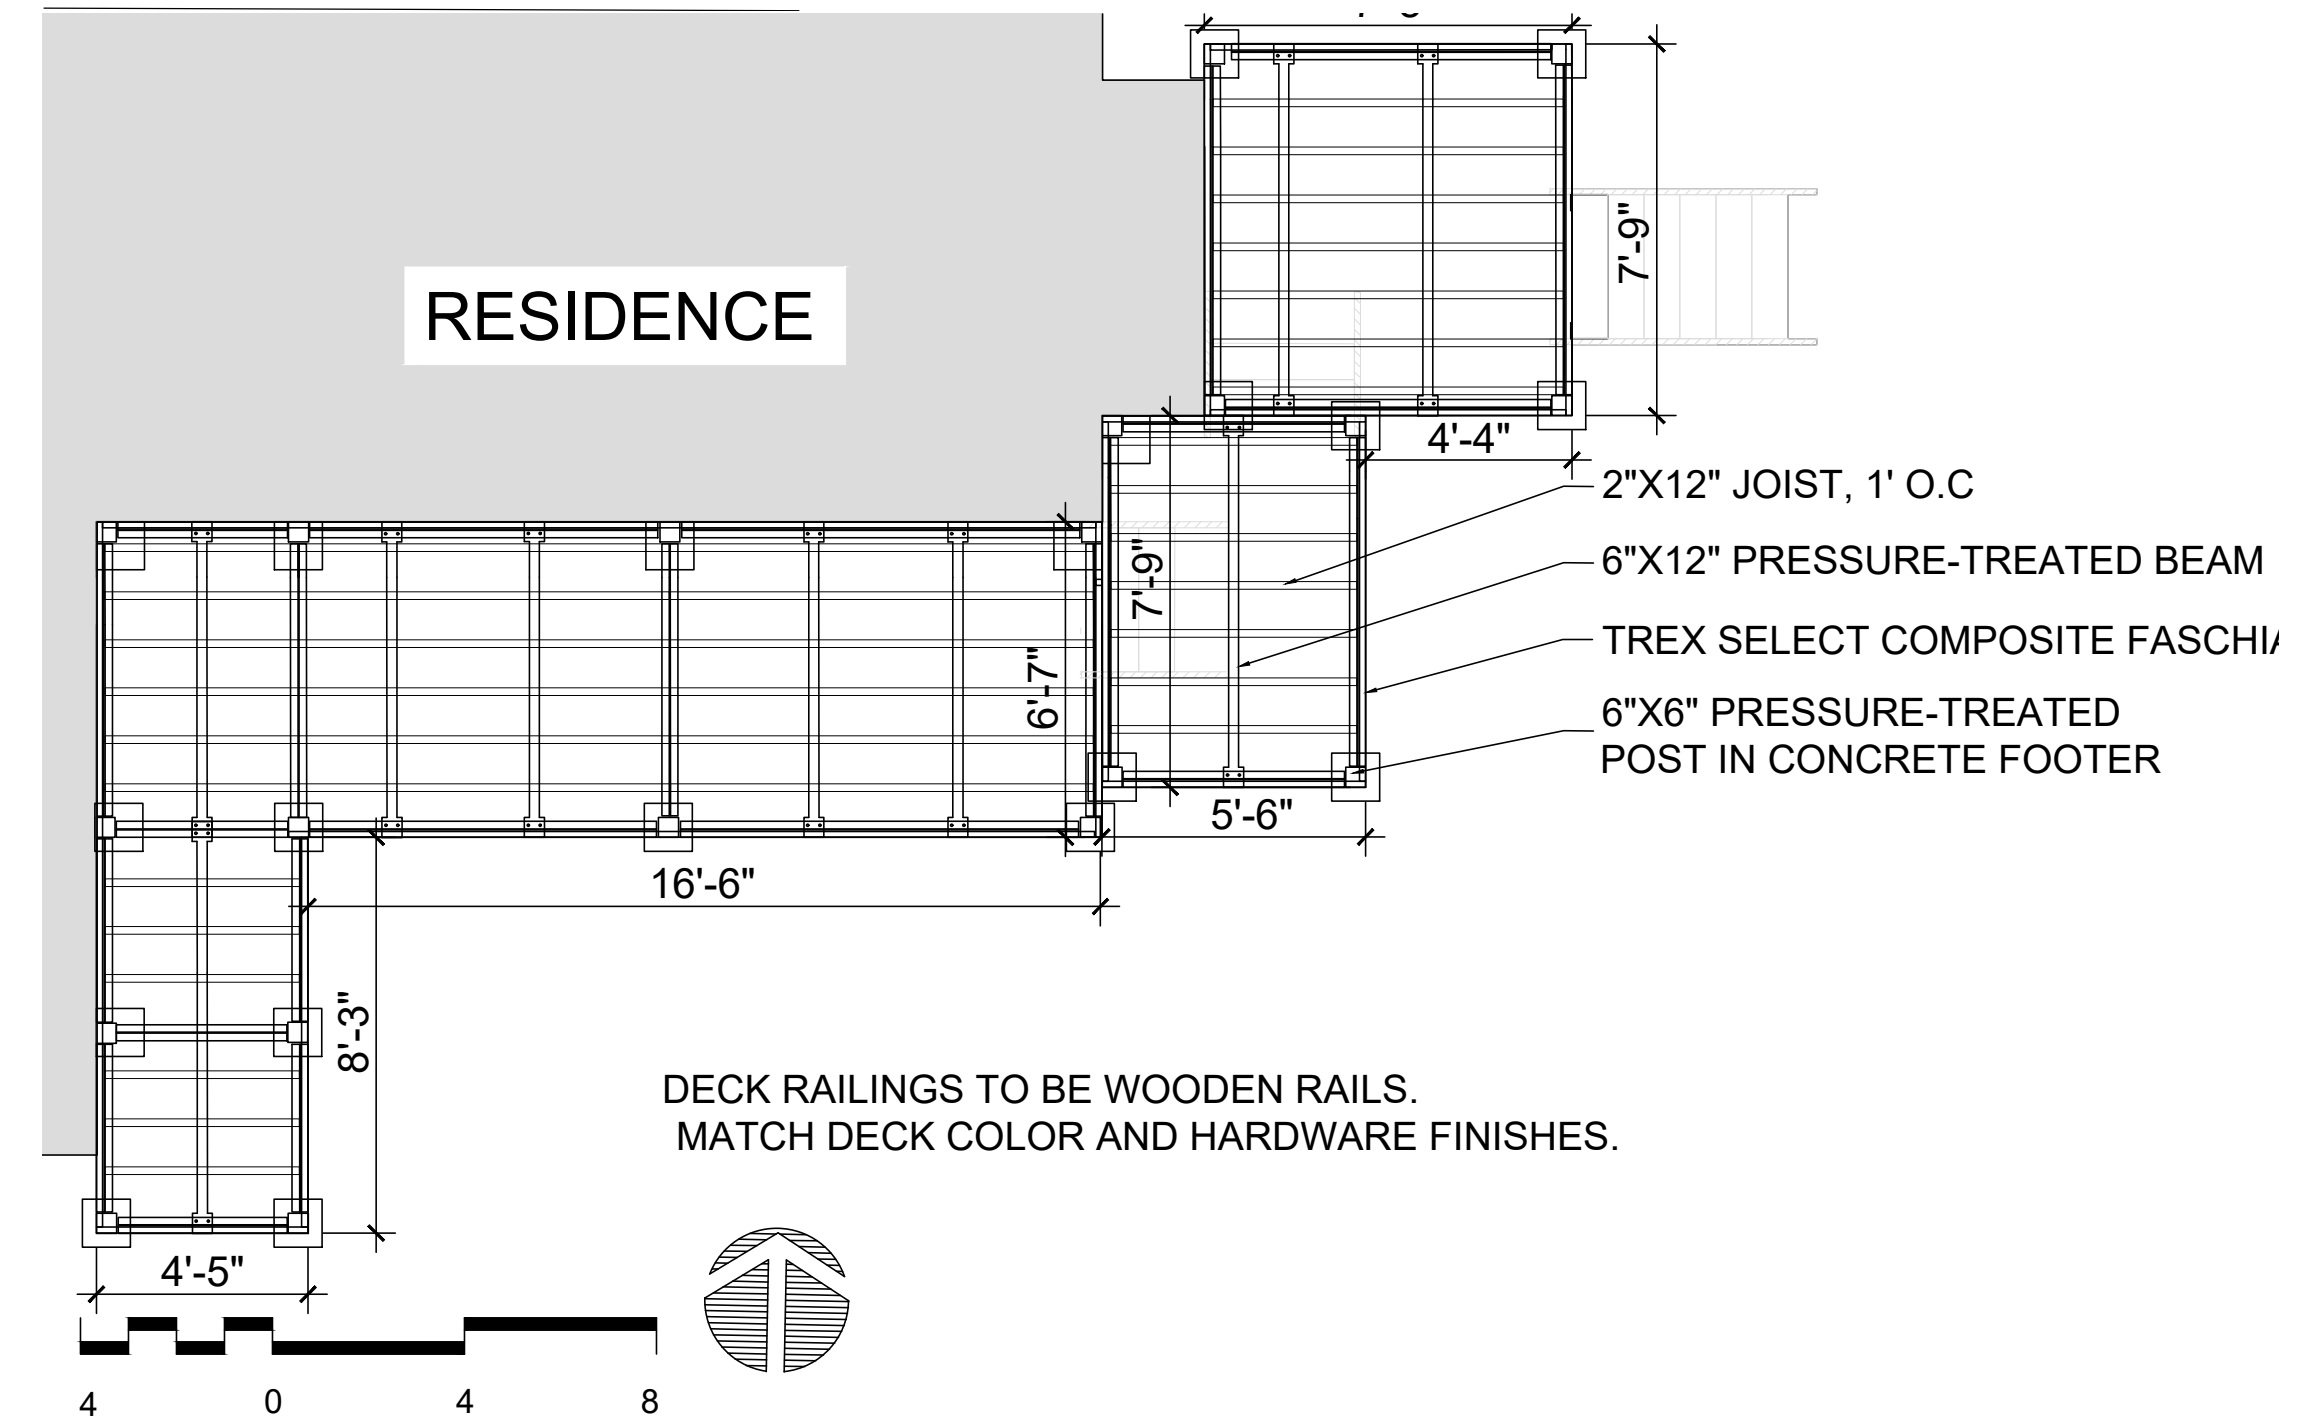 7'-9"
RESIDENCE
4'-4"
2"X12" JOIST, 1' O.C
6"X12" PRESSURE-TREATED BEAM
7'-9"
TREX SELECT COMPOSITE
6'-7"
6"X6" PRESSURE-TREATED
POST IN CONCRETE FOOTER
5'-6"
16'-6"
8'-3"
DECK RAILINGS TO BE WOODEN RAILS.
MATCH DECK COLOR AND HARDWARE FINISHES.
4'-5"
4 0 4 8